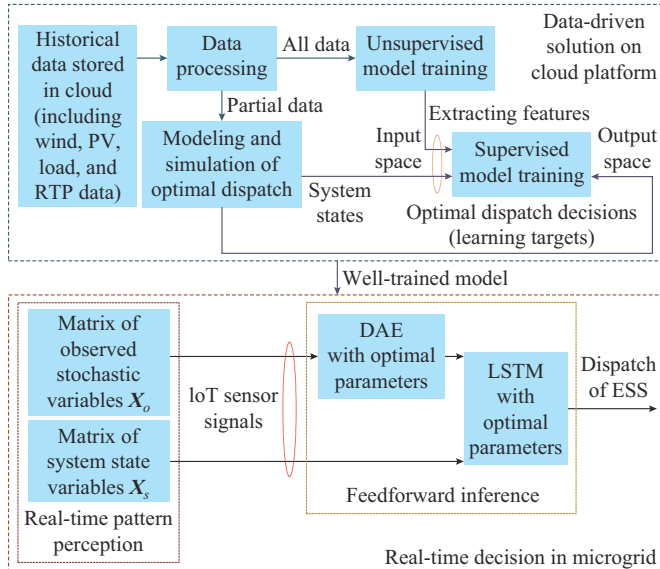 Historical
data stored
in cloud
(including
wind, PV,
load, and
RTP data)
Data
processing
All data
Unsupervised
model training
Data-driven
solution on
cloud platform
Partial data
Extracting features
Modeling and
simulation of
optimal dispatch
Input
space
Supervised
model training
Output
space
System
states
Optimal dispatch decisions
(learning targets)
Well-trained model
Matrix of
observed
stochastic
variables Xo
DAE
with optimal
parameters
LSTM
with
optimal
parameters
Dispatch
of ESS
IoT sensor
signals
Matrix of
system state
variables Xs
Feedforward inference
Real-time pattern
perception
Real-time decision in microgrid